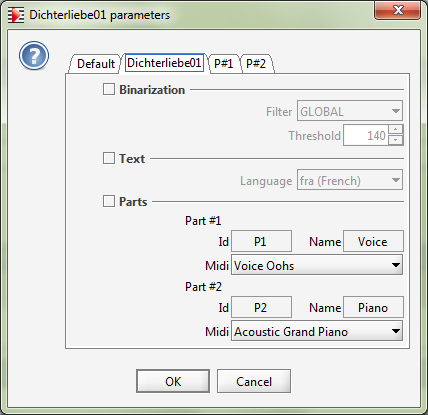 Dichterliebe01 parameters
Default Dichterliebe01 P#1 P#2
Binarization
Filter GLOBAL
Threshold 140
Text
Language fra (French)
Parts
Part #1
Id P1 Name Voice
Midi Voice Oohs
Part #2
Id P2 Name Piano
Midi Acoustic Grand Piano
OK Cancel